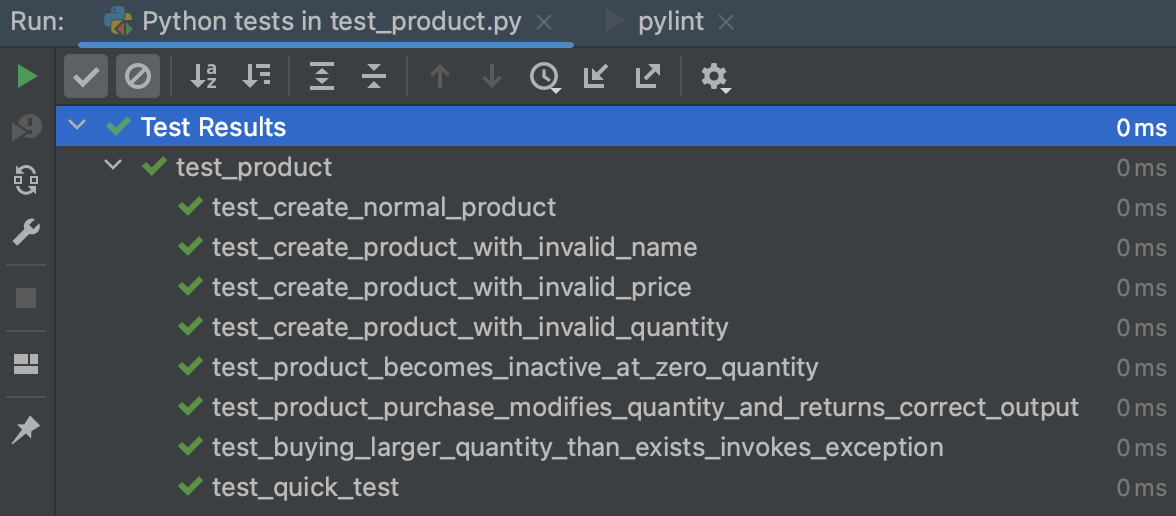 Run: Python tests in test_product.py pylint
Test Results 0 ms
test_product 0 ms
test_create_normal_product 0 ms
test_create_product_with_invalid_name 0 ms
test_create_product_with_invalid_price 0 ms
test_create_product_with_invalid_quantity 0 ms
test_product_becomes_inactive_at_zero_quantity 0 ms
test_product_purchase_modifies_quantity_and_returns_correct_output 0 ms
test_buying_larger_quantity_than_exists_invokes_exception 0 ms
test_quick_test 0 ms